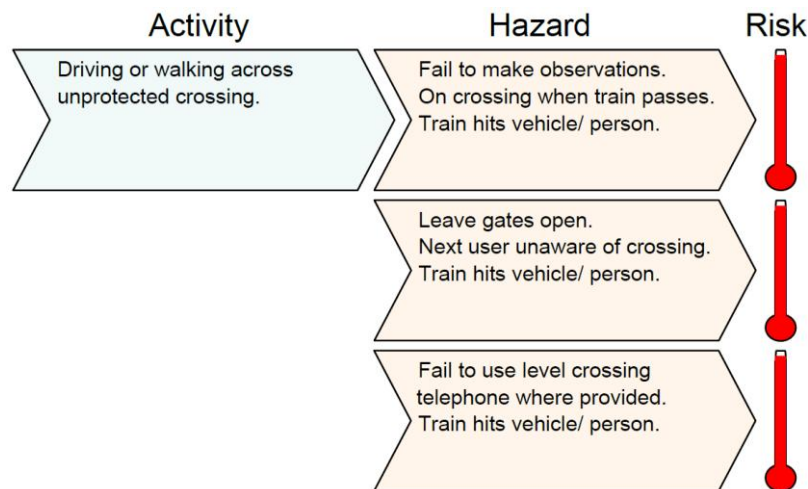 Activity
Hazard
Risk
Driving or walking across
unprotected crossing.
Fail to make observations.
On crossing when train passes.
Train hits vehicle/ person.
Leave gates open.
Next user unaware of crossing.
Train hits vehicle/ person.
Fail to use level crossing
telephone where provided.
Train hits vehicle/ person.